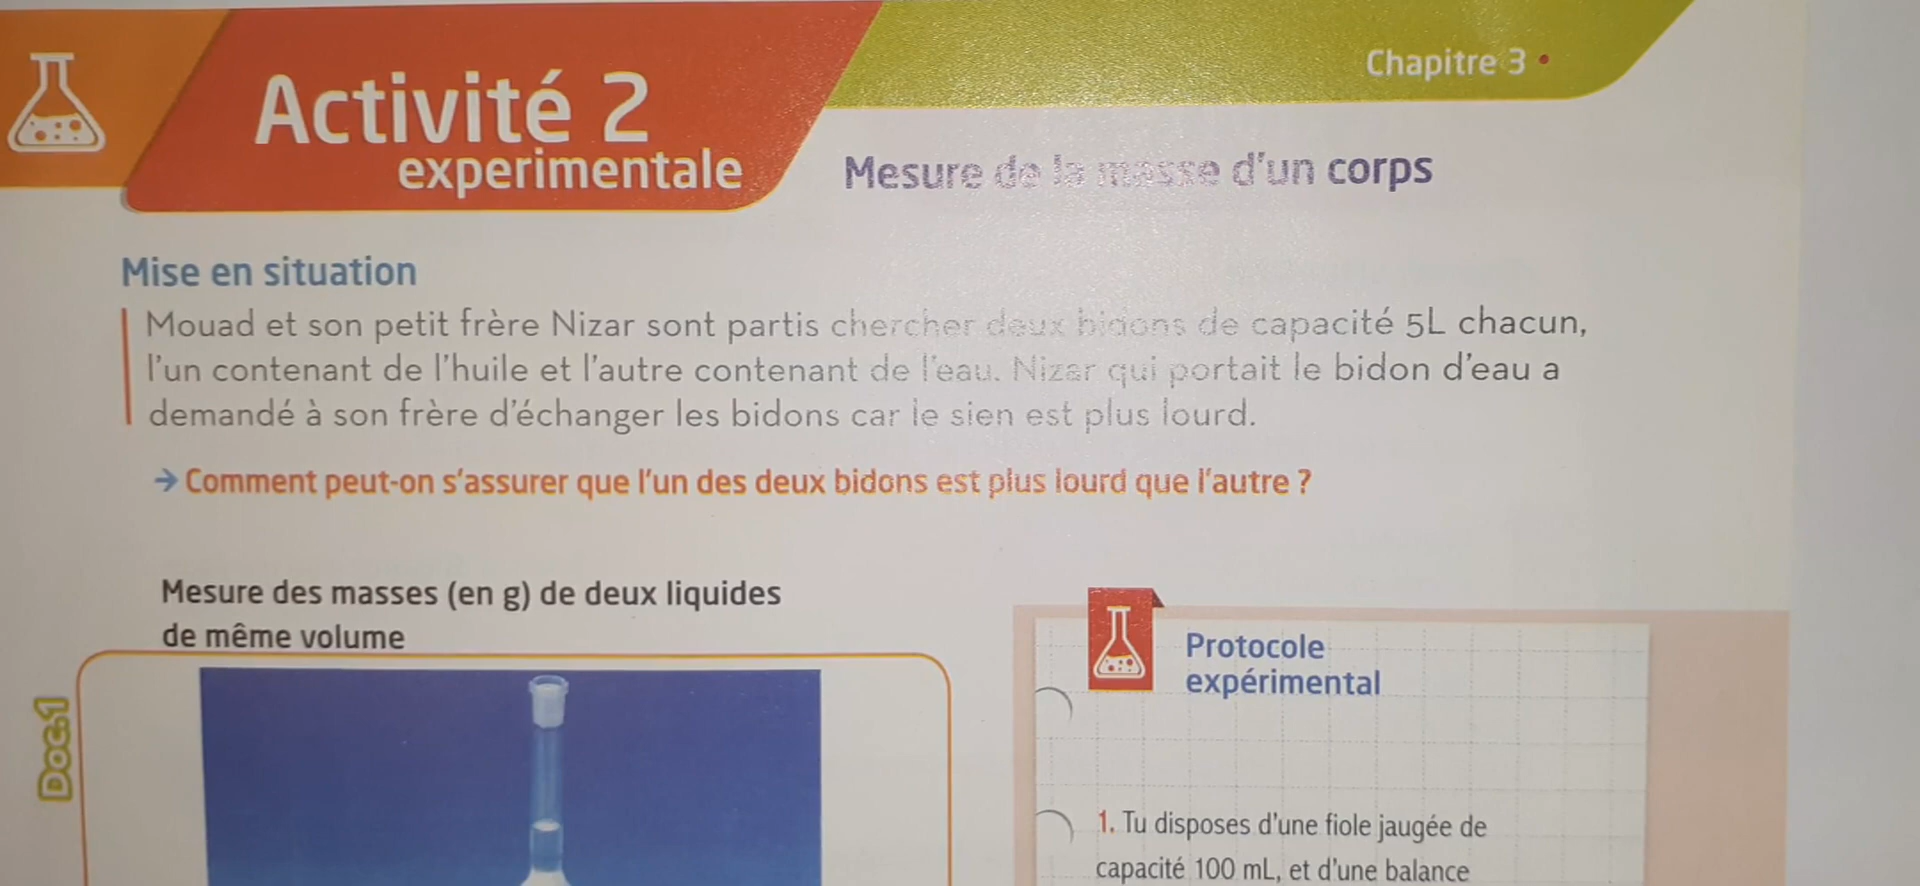 Chapitre 3
Activité 2
experimentale
Mesure de la masse d'un corps
Mise en situation
Mouad et son petit frère Nizar sont partis chercher deux bidons de capacité 5L chacun,
l'un contenant de l'huile et l'autre contenant de l'eau. Nizar qui portait le bidon d'eau a
demandé à son frère d'échanger les bidons car le sien est plus lourd.
→ Comment peut-on s'assurer que l'un des deux bidons est plus lourd que l'autre ?
Mesure des masses (en g) de deux liquides
de même volume
Doc.1
Protocole
expérimental
1. Tu disposes d'une fiole jaugée de
capacité 100 mL, et d'une balance